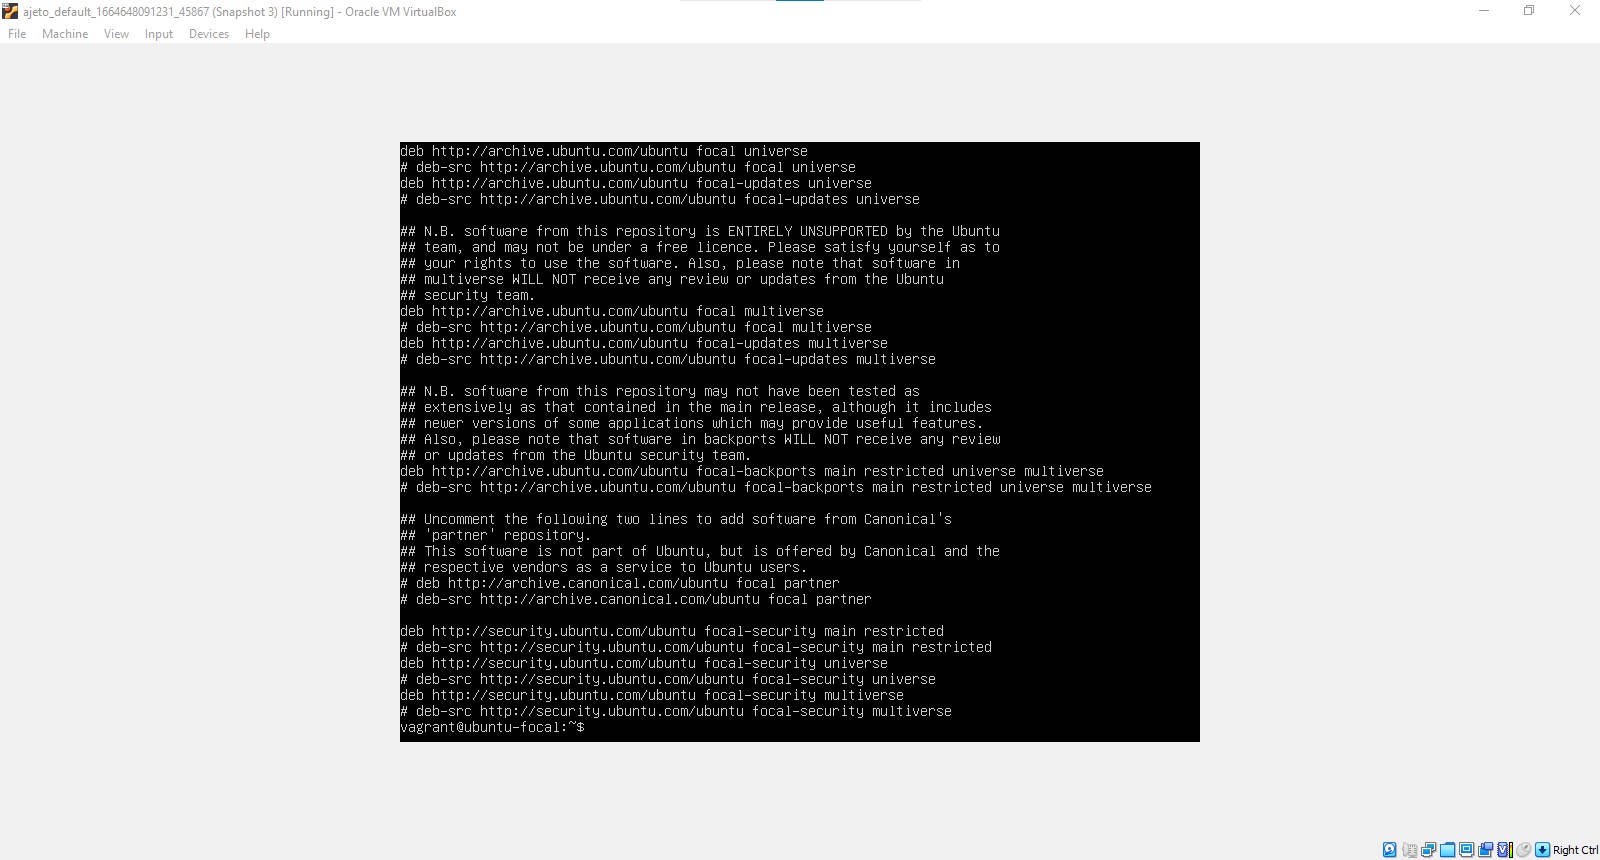 ajeto_default_1664648091231_45867 (Snapshot 3) [Running] - Oracle VM VirtualBox
File Machine View Input Devices Help
deb http://archive.ubuntu.com/ubuntu focal universe
# deb-src http://archive.ubuntu.com/ubuntu focal universe
deb http://archive.ubuntu.com/ubuntu focal-updates universe
# deb-src http://archive.ubuntu.com/ubuntu focal-updates universe
## N.B. software from this repository is ENTIRELY UNSUPPORTED by the Ubuntu
## team, and may not be under a free licence. Please satisfy yourself as to
## your rights to use the software. Also, please note that software in
## multiverse WILL NOT receive any review or updates from the Ubuntu
## security team.
deb http://archive.ubuntu.com/ubuntu focal multiverse
# deb-src http://archive.ubuntu.com/ubuntu focal multiverse
deb http://archive.ubuntu.com/ubuntu focal-updates multiverse
# deb-src http://archive.ubuntu.com/ubuntu focal-updates multiverse
## N.B. software from this repository may not have been tested as
## extensively as that contained in the main release, although it includes
## newer versions of some applications which may provide useful features.
## Also, please note that software in backports WILL NOT receive any review
## or updates from the Ubuntu security team.
deb http://archive.ubuntu.com/ubuntu focal-backports main restricted universe multiverse
# deb-src http://archive.ubuntu.com/ubuntu focal-backports main restricted universe multiverse
## Uncomment the following two lines to add software from Canonical's
## 'partner' repository.
## This software is not part of Ubuntu, but is offered by Canonical and the
## respective vendors as a service to Ubuntu users.
# deb http://archive.canonical.com/ubuntu focal partner
# deb-src http://archive.canonical.com/ubuntu focal partner
deb http://security.ubuntu.com/ubuntu focal-security main restricted
# deb-src http://security.ubuntu.com/ubuntu focal-security main restricted
deb http://security.ubuntu.com/ubuntu focal-security universe
# deb-src http://security.ubuntu.com/ubuntu focal-security universe
deb http://security.ubuntu.com/ubuntu focal-security multiverse
# deb-src http://security.ubuntu.com/ubuntu focal-security multiverse
vagrant@ubuntu-focal:~$
Right Ctrl